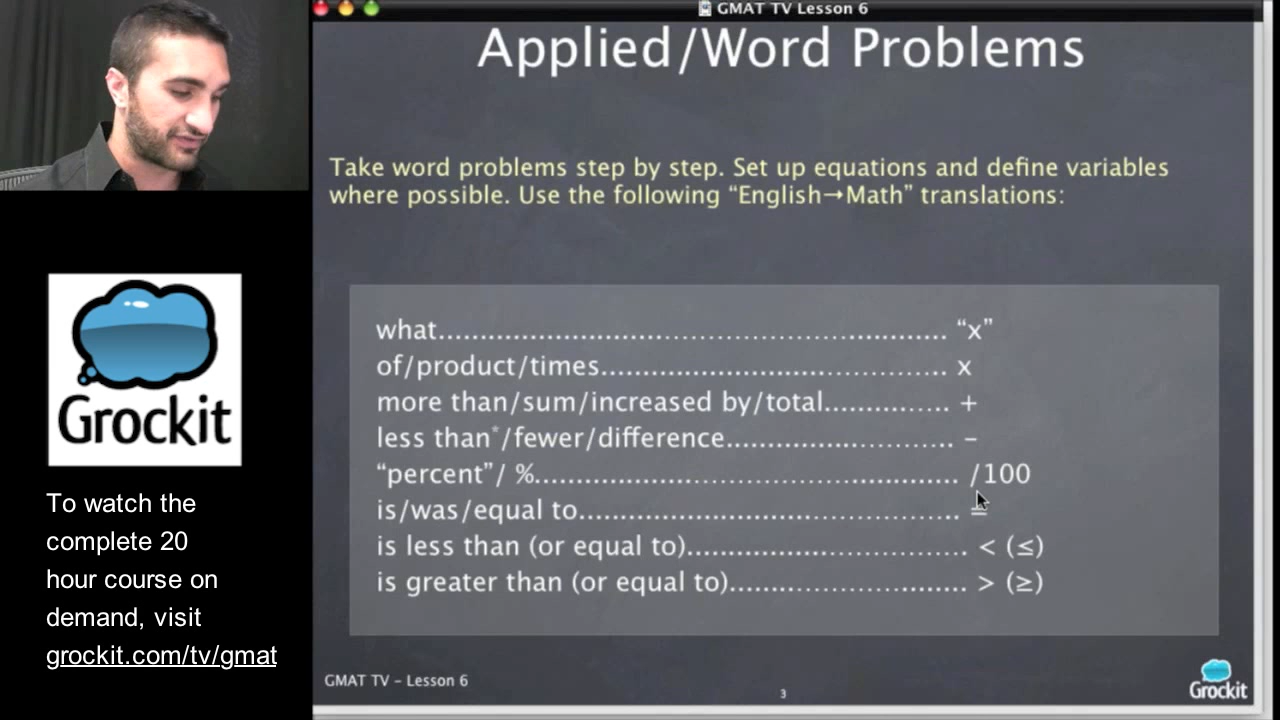 GMAT TV Lesson 6
Applied/Word Problems
Take word problems step by step. Set up equations and define variables
where possible. Use the following “English→Math” translations:
what................................................................ “x”
of/product/times............................................. x
more than/sum/increased by/total................ +
less than*/fewer/difference............................. -
“percent”/ %....................................................... /100
is/was/equal to.................................................. =
is less than (or equal to).................................... < (≤)
is greater than (or equal to)............................... > (≥)
GMAT TV – Lesson 6
3
Grockit
Grockit
To watch the
complete 20
hour course on
demand, visit
grockit.com/tv/gmat